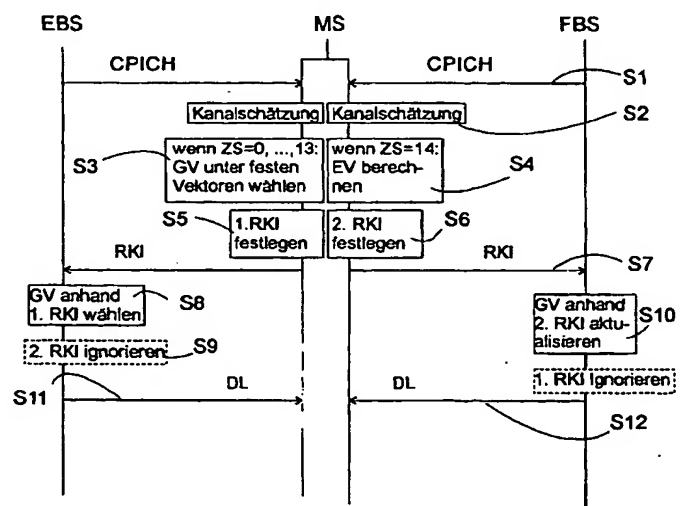 EBS
MS
FBS
CPICH
CPICH
S1
Kanalschätzung
Kanalschätzung
S2
S3
wenn ZS=0, ...,13:
GV unter festen
Vektoren wählen
wenn ZS=14:
EV berech-
nen
S4
S5
1.RKI
festlegen
2. RKI
festlegen
S6
RKI
RKI
S7
GV anhand
1. RKI wählen
S8
GV anhand
2. RKI aktu-
alisieren
S10
2. RKI ignorieren
S9
1. RKI Ignorieren
S11
DL
DL
S12